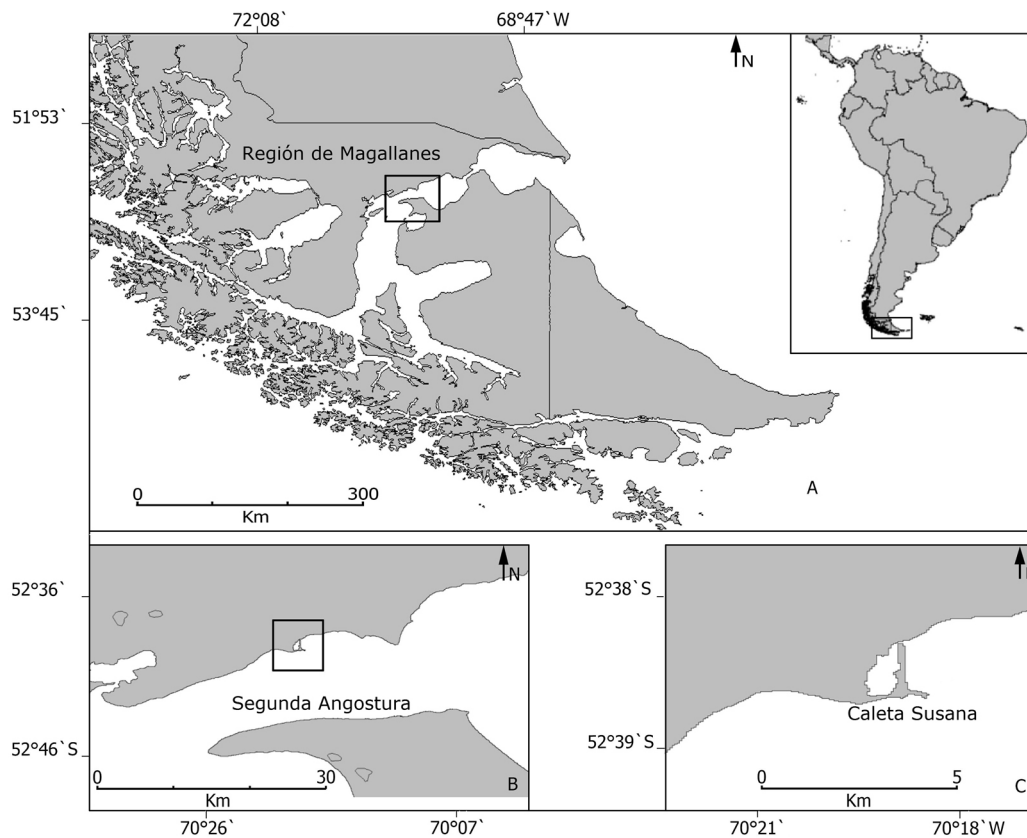 72°08` 68°47`W
N
51°53`
Región de Magallanes
53°45`
0 300
Km
A
N
52°36`
52°38`S
Segunda Angostura
Caleta Susana
52°46`S
52°39`S
0 30
Km
B
0 5
Km
C
70°26` 70°07`
70°21` 70°18`W